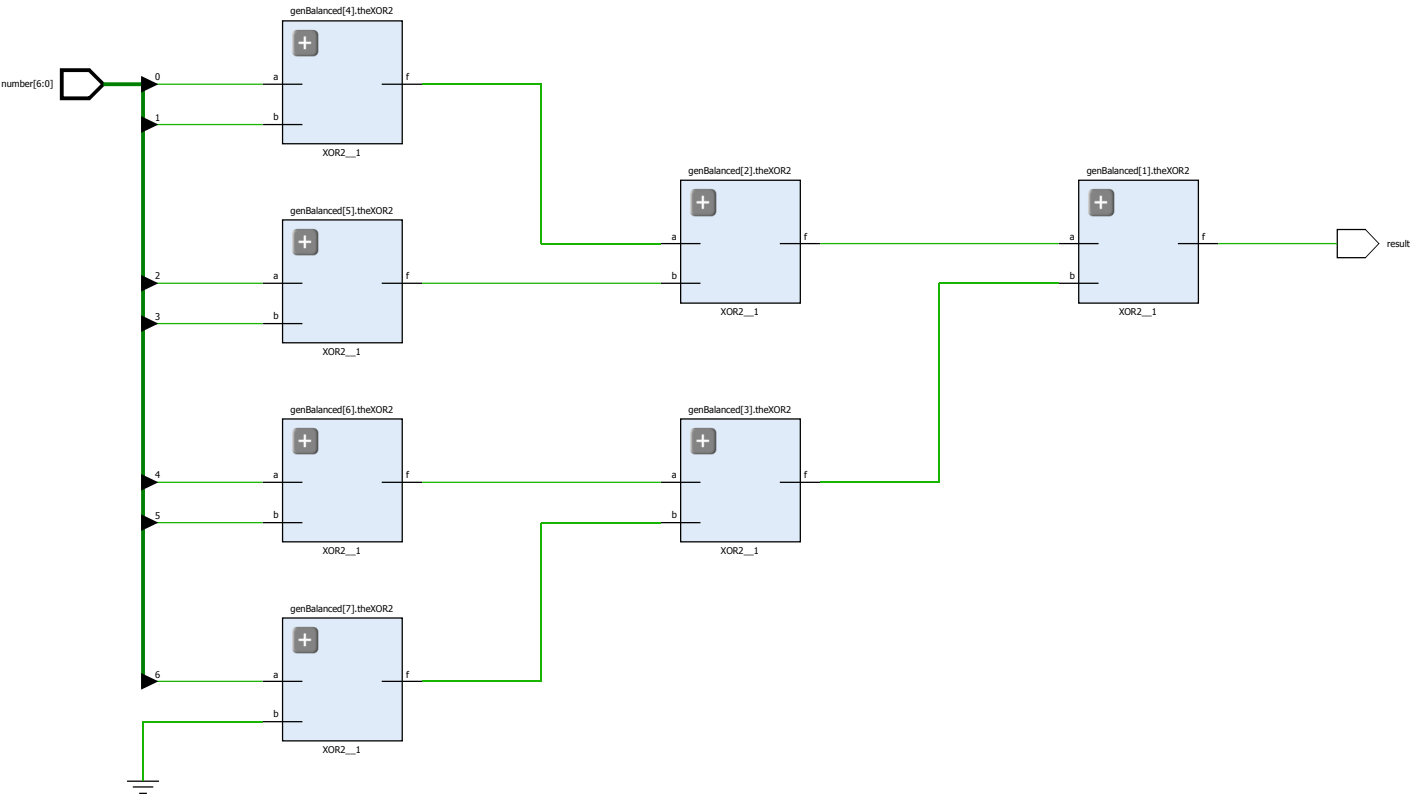 genBalanced[4].theXOR2
number[6:0]
0
a
f
1
b
XOR2__1
genBalanced[2].theXOR2
genBalanced[1].theXOR2
genBalanced[5].theXOR2
a
f
a
f
result
2
a
f
b
b
3
b
XOR2__1
XOR2__1
XOR2__1
genBalanced[6].theXOR2
genBalanced[3].theXOR2
4
a
f
a
f
5
b
b
XOR2__1
XOR2__1
genBalanced[7].theXOR2
6
a
f
b
XOR2__1